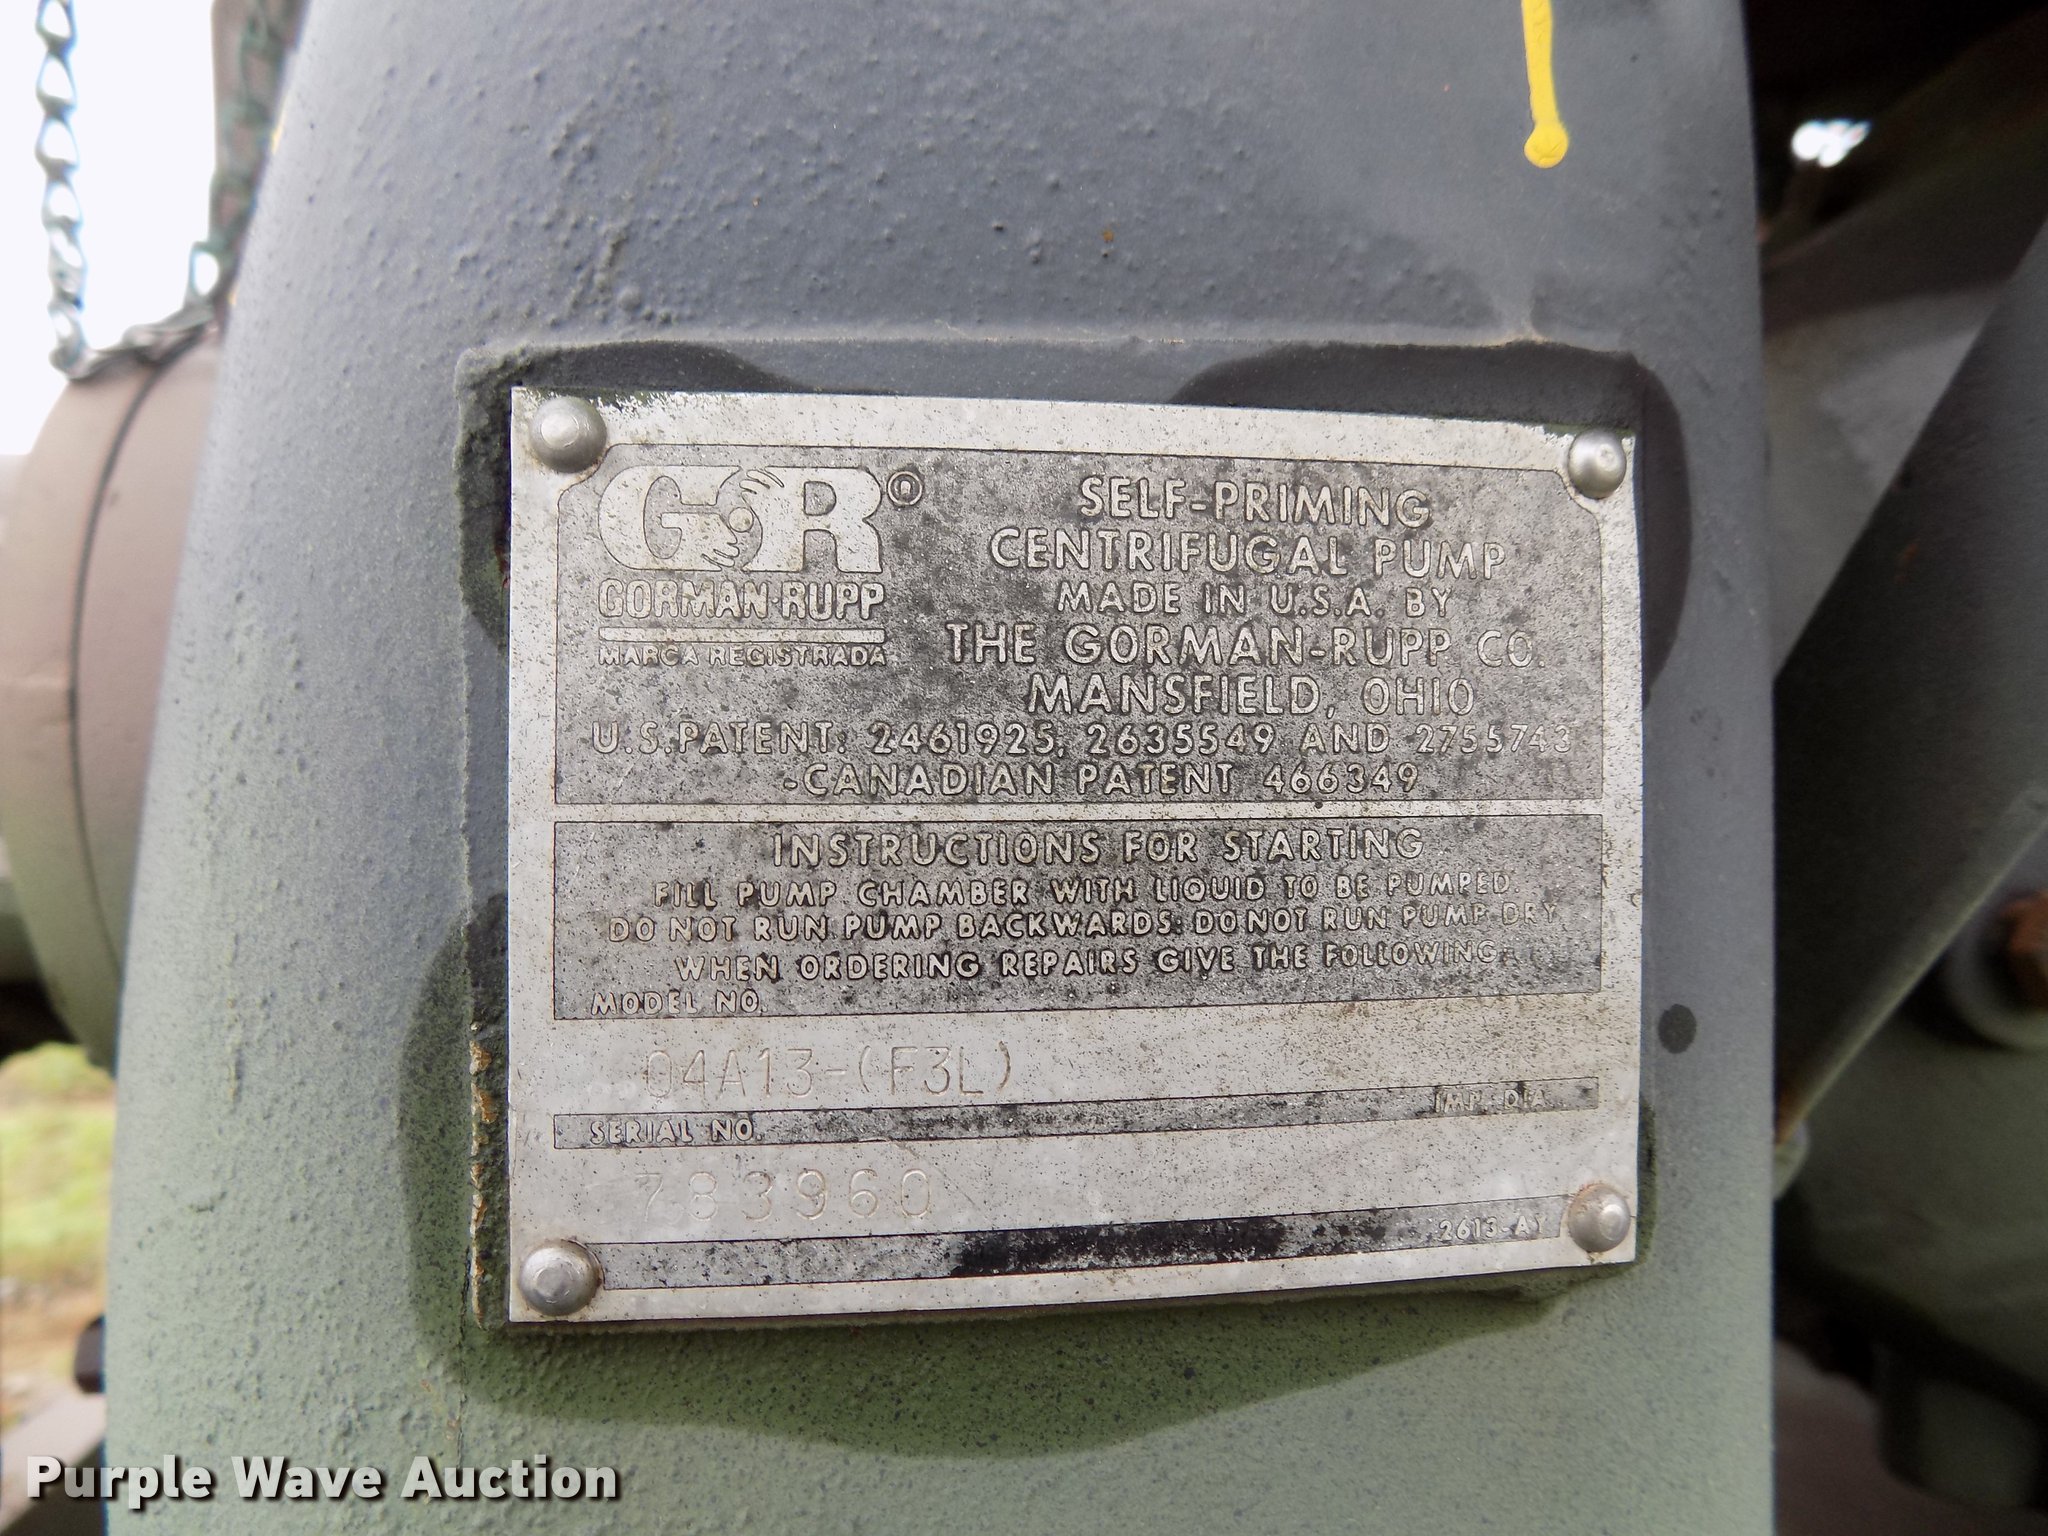 GR®
GORMAN-RUPP
MARCA REGISTRADA
SELF-PRIMING
CENTRIFUGAL PUMP
MADE IN U.S.A. BY
THE GORMAN-RUPP CO.
MANSFIELD, OHIO
U.S. PATENT: 2461925, 2635549 AND 2755743
-CANADIAN PATENT 466349
INSTRUCTIONS FOR STARTING
FILL PUMP CHAMBER WITH LIQUID TO BE PUMPED.
DO NOT RUN PUMP BACKWARDS: DO NOT RUN PUMP DRY
WHEN ORDERING REPAIRS GIVE THE FOLLOWING-
MODEL NO.
04A13-(F3L)
SERIAL NO. IMP. DIA.
783960
2613-AY
Purple Wave Auction